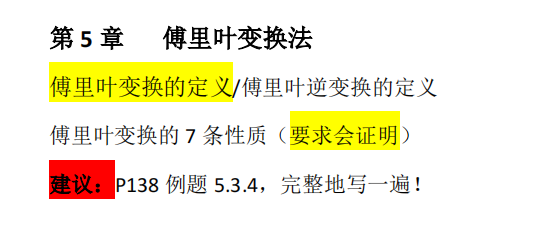 第 5 章 傅里叶变换法
傅里叶变换的定义/傅里叶逆变换的定义
傅里叶变换的 7 条性质（要求会证明）
建议：P138 例题 5.3.4，完整地写一遍！